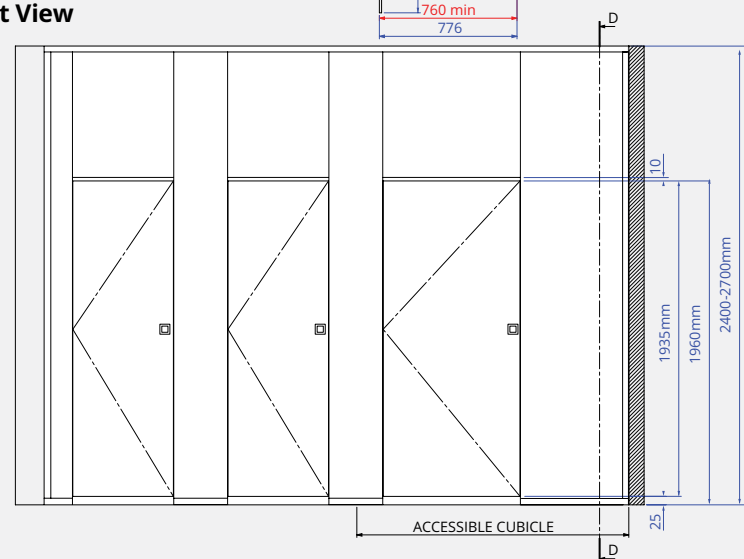 t View
760 min
776
D
10
1935mm
1960mm
2400-2700mm
25
ACCESSIBLE CUBICLE
D